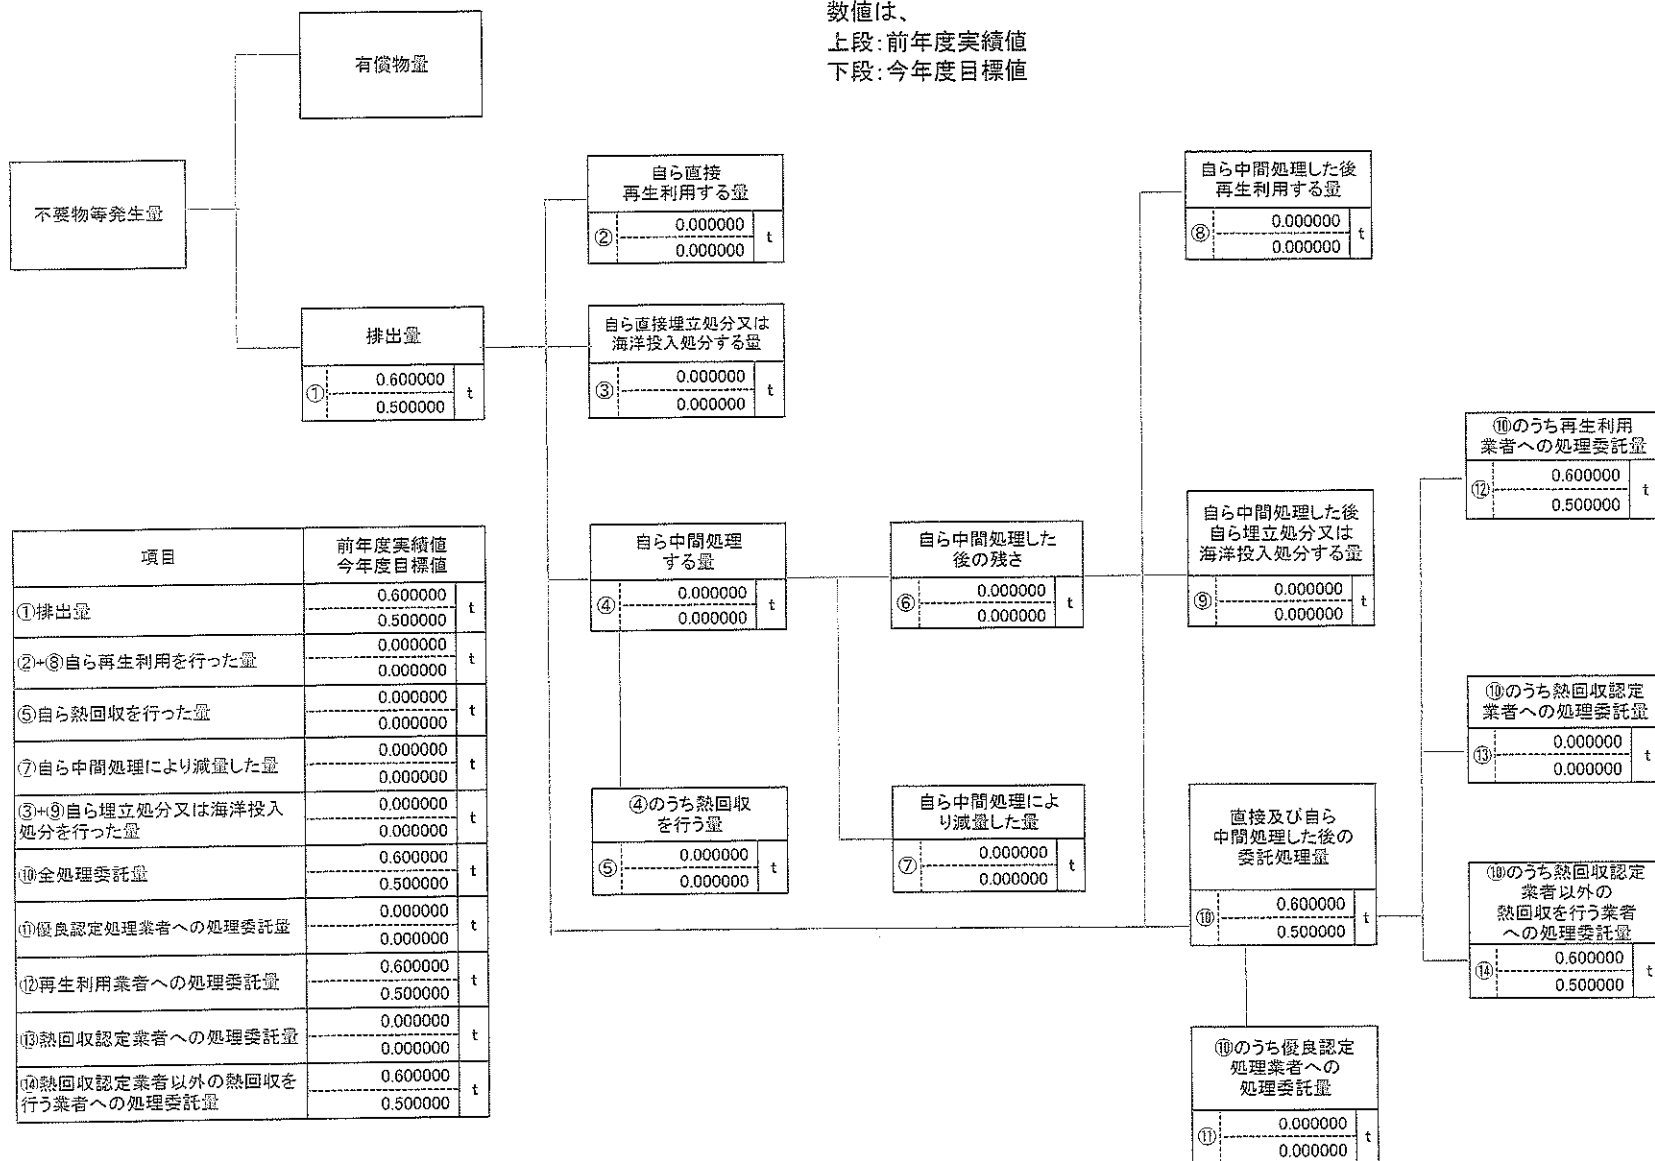 数値は、
上段:前年度実績値
下段:今年度目標値
有償物量
不要物等発生量
排出量
① 0.600000 t
0.500000
自ら直接
再生利用する量
② 0.000000 t
0.000000
自ら直接埋立処分又は
海洋投入処分する量
③ 0.000000 t
0.000000
自ら中間処理した後
再生利用する量
⑧ 0.000000 t
0.000000
自ら中間処理
する量
④ 0.000000 t
0.000000
自ら中間処理した
後の残さ
⑥ 0.000000 t
0.000000
自ら中間処理した後
自ら埋立処分又は
海洋投入処分する量
⑨ 0.000000 t
0.000000
⑩のうち再生利用
業者への処理委託量
⑫ 0.600000 t
0.500000
④のうち熱回収
を行う量
⑤ 0.000000 t
0.000000
自ら中間処理によ
り減量した量
⑦ 0.000000 t
0.000000
直接及び自ら
中間処理した後の
委託処理量
⑩ 0.600000 t
0.500000
⑩のうち熱回収認定
業者への処理委託量
⑬ 0.000000 t
0.000000
⑩のうち熱回収認定
業者以外の
熱回収を行う業者
への処理委託量
⑭ 0.600000 t
0.500000
⑩のうち優良認定
処理業者への
処理委託量
⑪ 0.000000 t
0.000000
項目 前年度実績値
今年度目標値
①排出量 0.600000 t
0.500000
②+⑧自ら再生利用を行った量 0.000000 t
0.000000
⑤自ら熱回収を行った量 0.000000 t
0.000000
⑦自ら中間処理により減量した量 0.000000 t
0.000000
③+⑨自ら埋立処分又は海洋投入 0.000000 t
処分を行った量 0.000000
⑩全処理委託量 0.600000 t
0.500000
⑪優良認定処理業者への処理委託量 0.000000 t
0.000000
⑫再生利用業者への処理委託量 0.600000 t
0.500000
⑬熱回収認定業者への処理委託量 0.000000 t
0.000000
⑭熱回収認定業者以外の熱回収を 0.600000 t
行う業者への処理委託量 0.500000